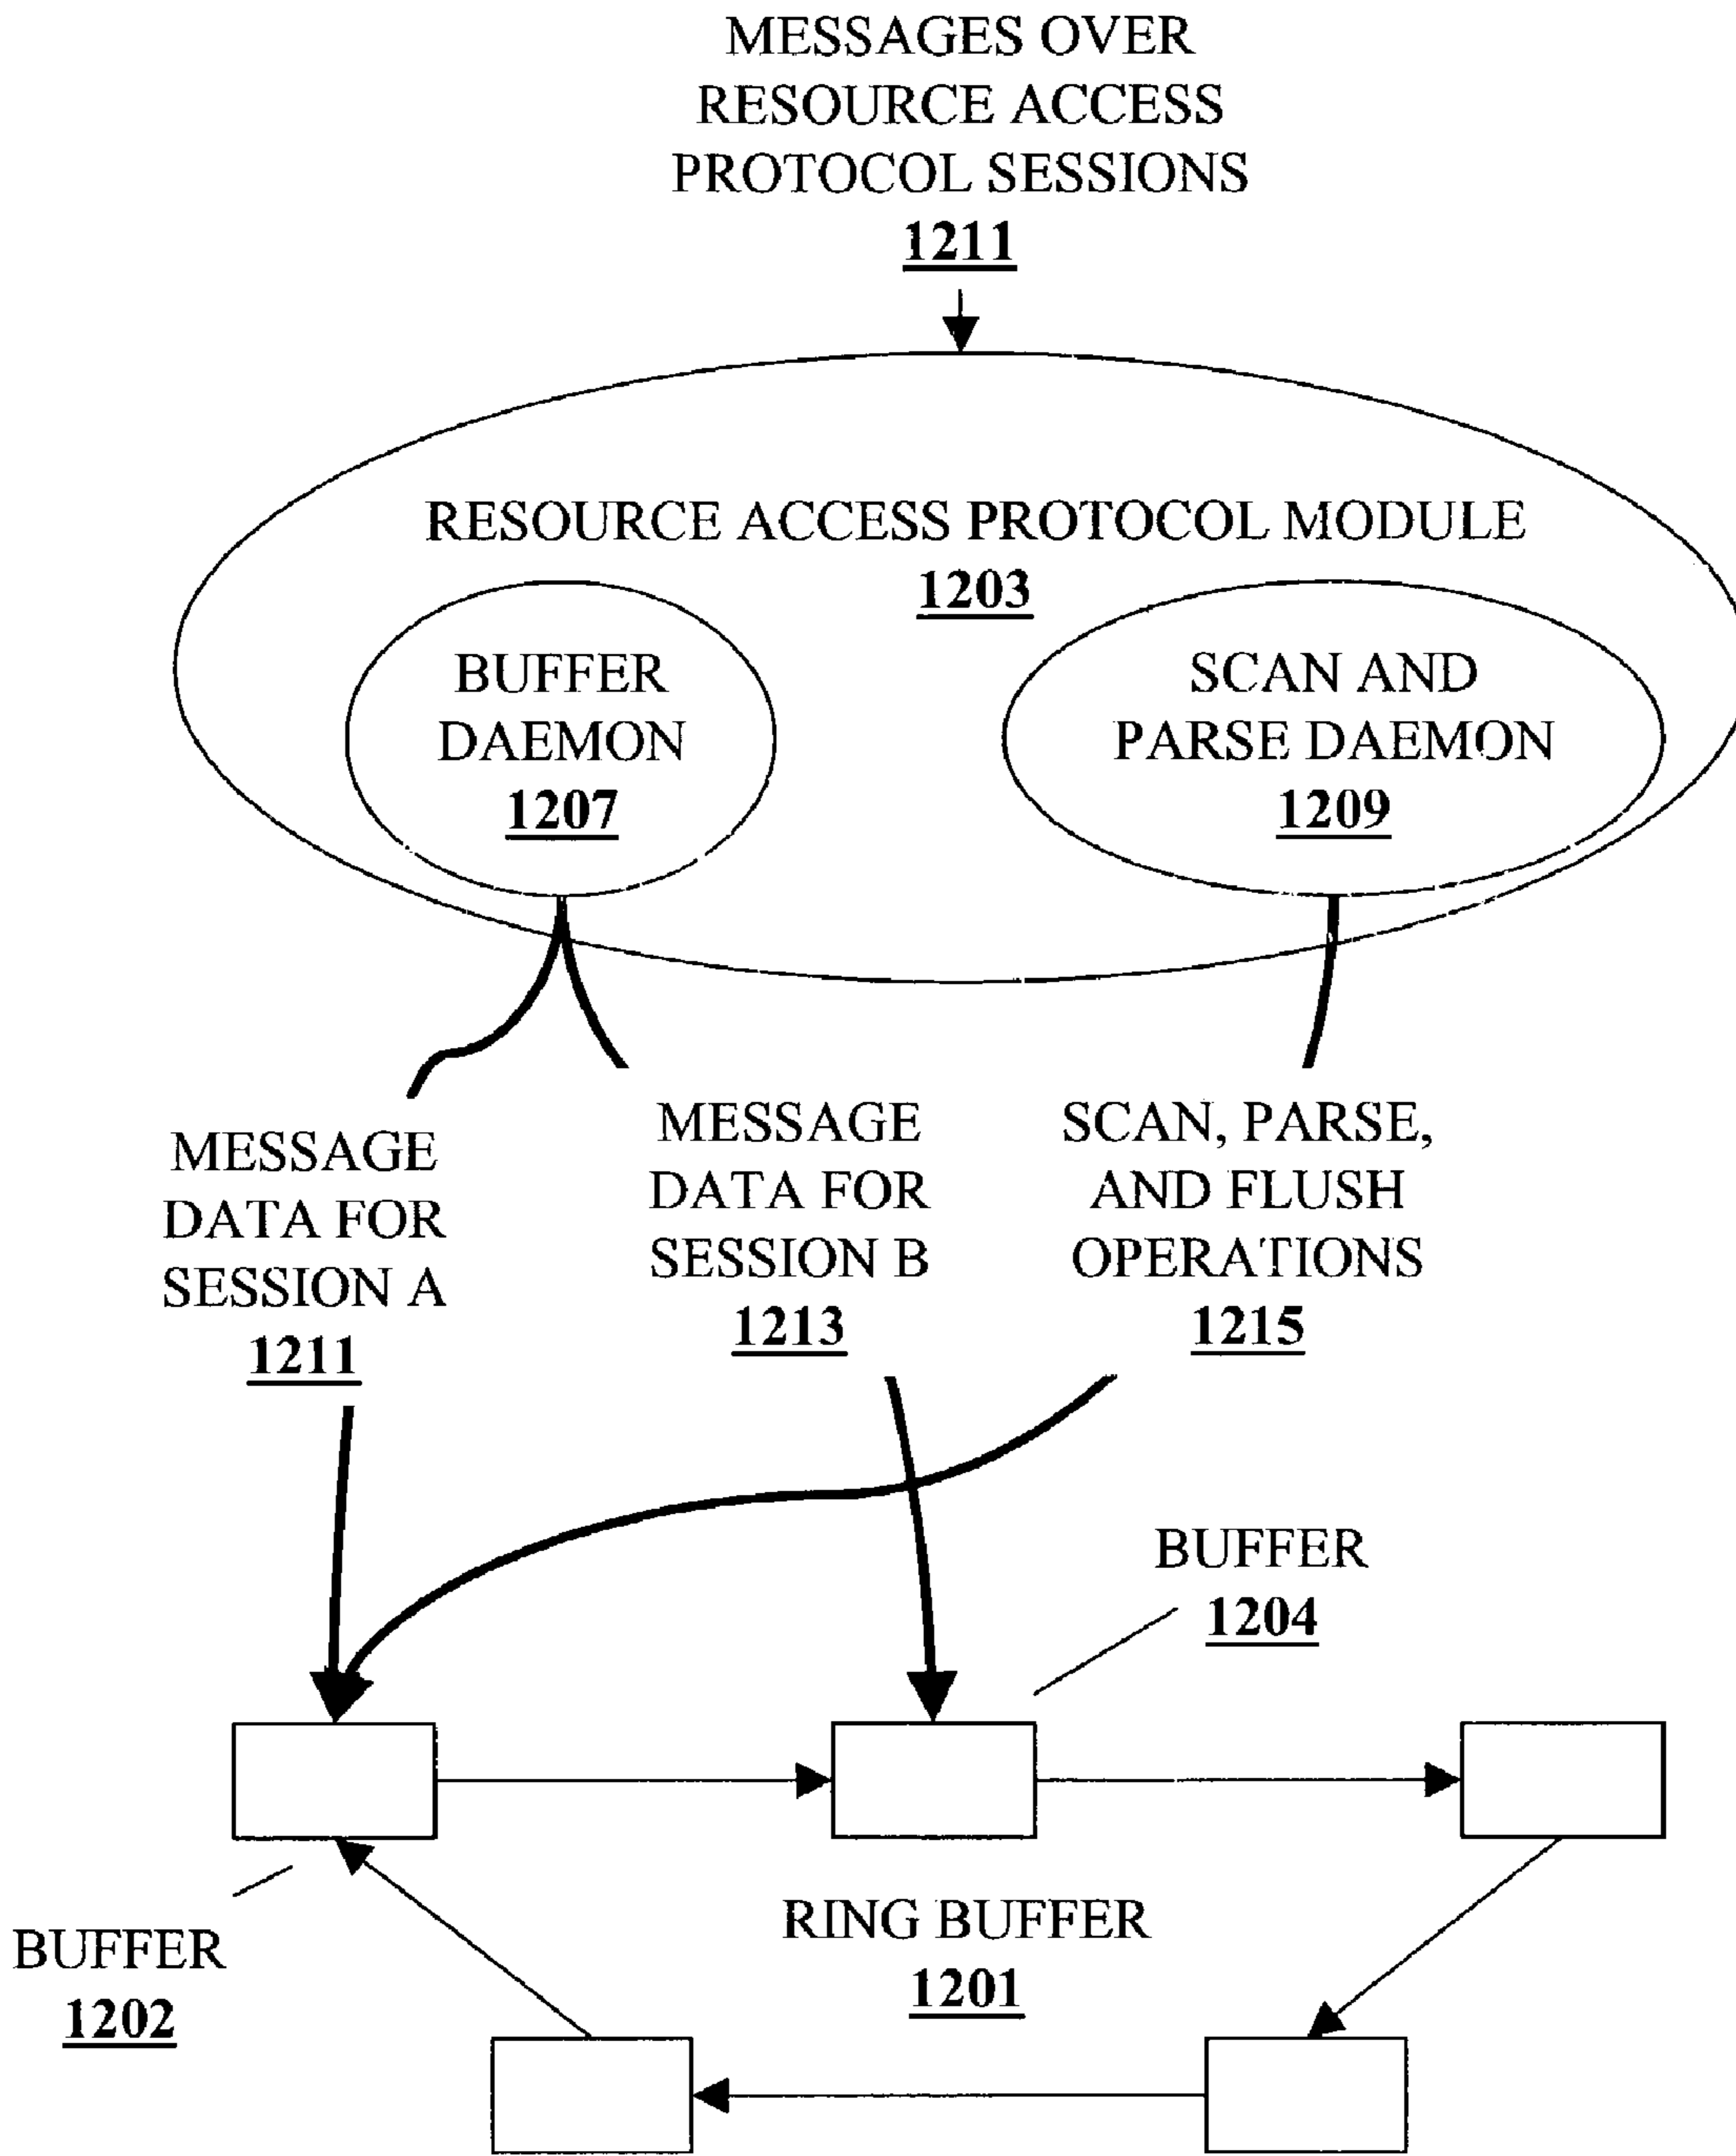 MESSAGES OVER
RESOURCE ACCESS
PROTOCOL SESSIONS
1211
RESOURCE ACCESS PROTOCOL MODULE
1203
BUFFER
DAEMON
1207
SCAN AND
PARSE DAEMON
1209
MESSAGE
DATA FOR
SESSION A
1211
MESSAGE
DATA FOR
SESSION B
1213
SCAN, PARSE,
AND FLUSH
OPERATIONS
1215
BUFFER
1204
RING BUFFER
1201
BUFFER
1202